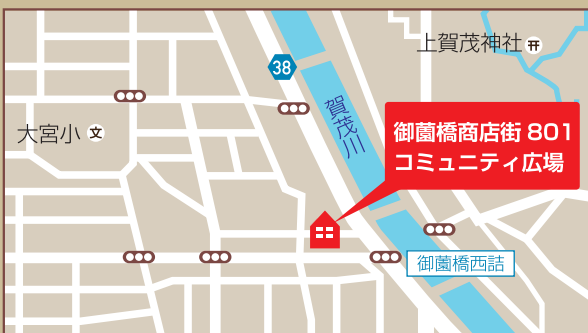 上賀茂神社
38
賀茂川
大宮小 文
御薗橋商店街 801
コミュニティ広場
御薗橋西詰